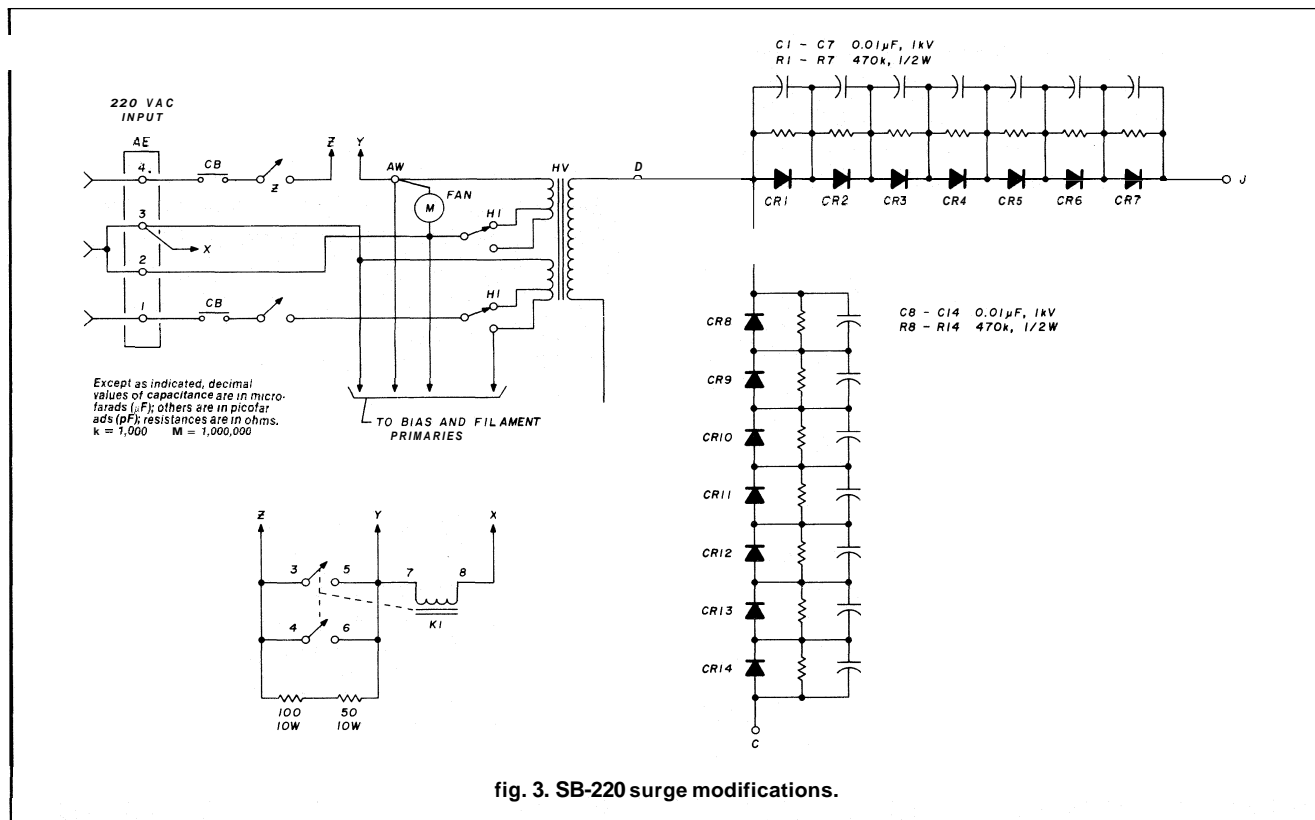 C1 - C7 0.01µF, 1kV
R1 - R7 470k, 1/2W
220 VAC
INPUT
AE
4.
CB
Z
Z
Y
AW
FAN
M
HI
HV
D
CR1
CR2
CR3
CR4
CR5
CR6
CR7
J
3
X
2
1
CB
HI
Except as indicated, decimal
values of capacitance are in micro-
farads (µF); others are in picofar
ads (pF); resistances are in ohms.
k = 1,000 M = 1,000,000
TO BIAS AND FILAMENT
PRIMARIES
C8 - C14 0.01µF, 1kV
R8 - R14 470k, 1/2W
CR8
CR9
CR10
CR11
CR12
CR13
CR14
C
Z
Y
X
3
5
7
8
K1
4
6
100
10W
50
10W
fig. 3. SB-220 surge modifications.